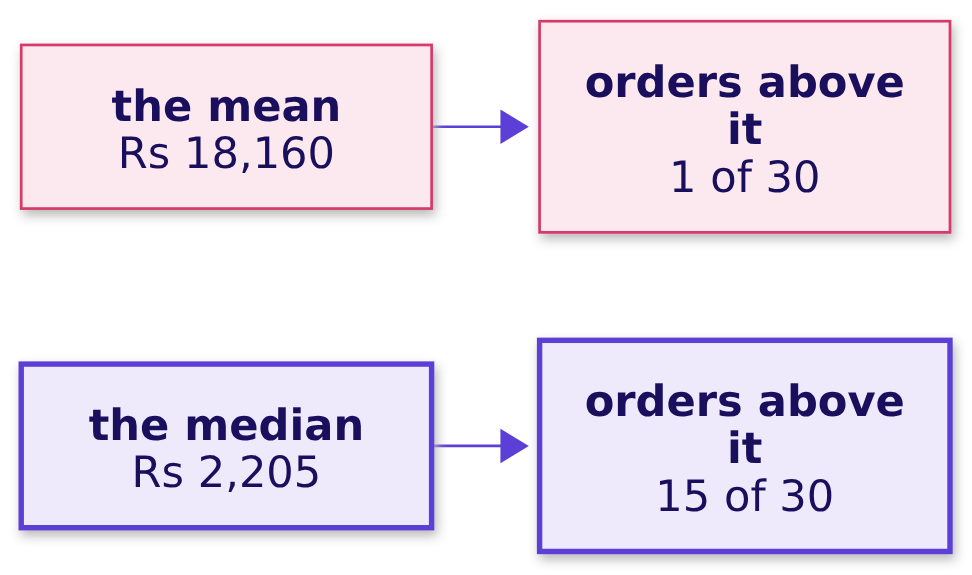 the mean
Rs 18,160
orders above
it
1 of 30
the median
Rs 2,205
orders above
it
15 of 30